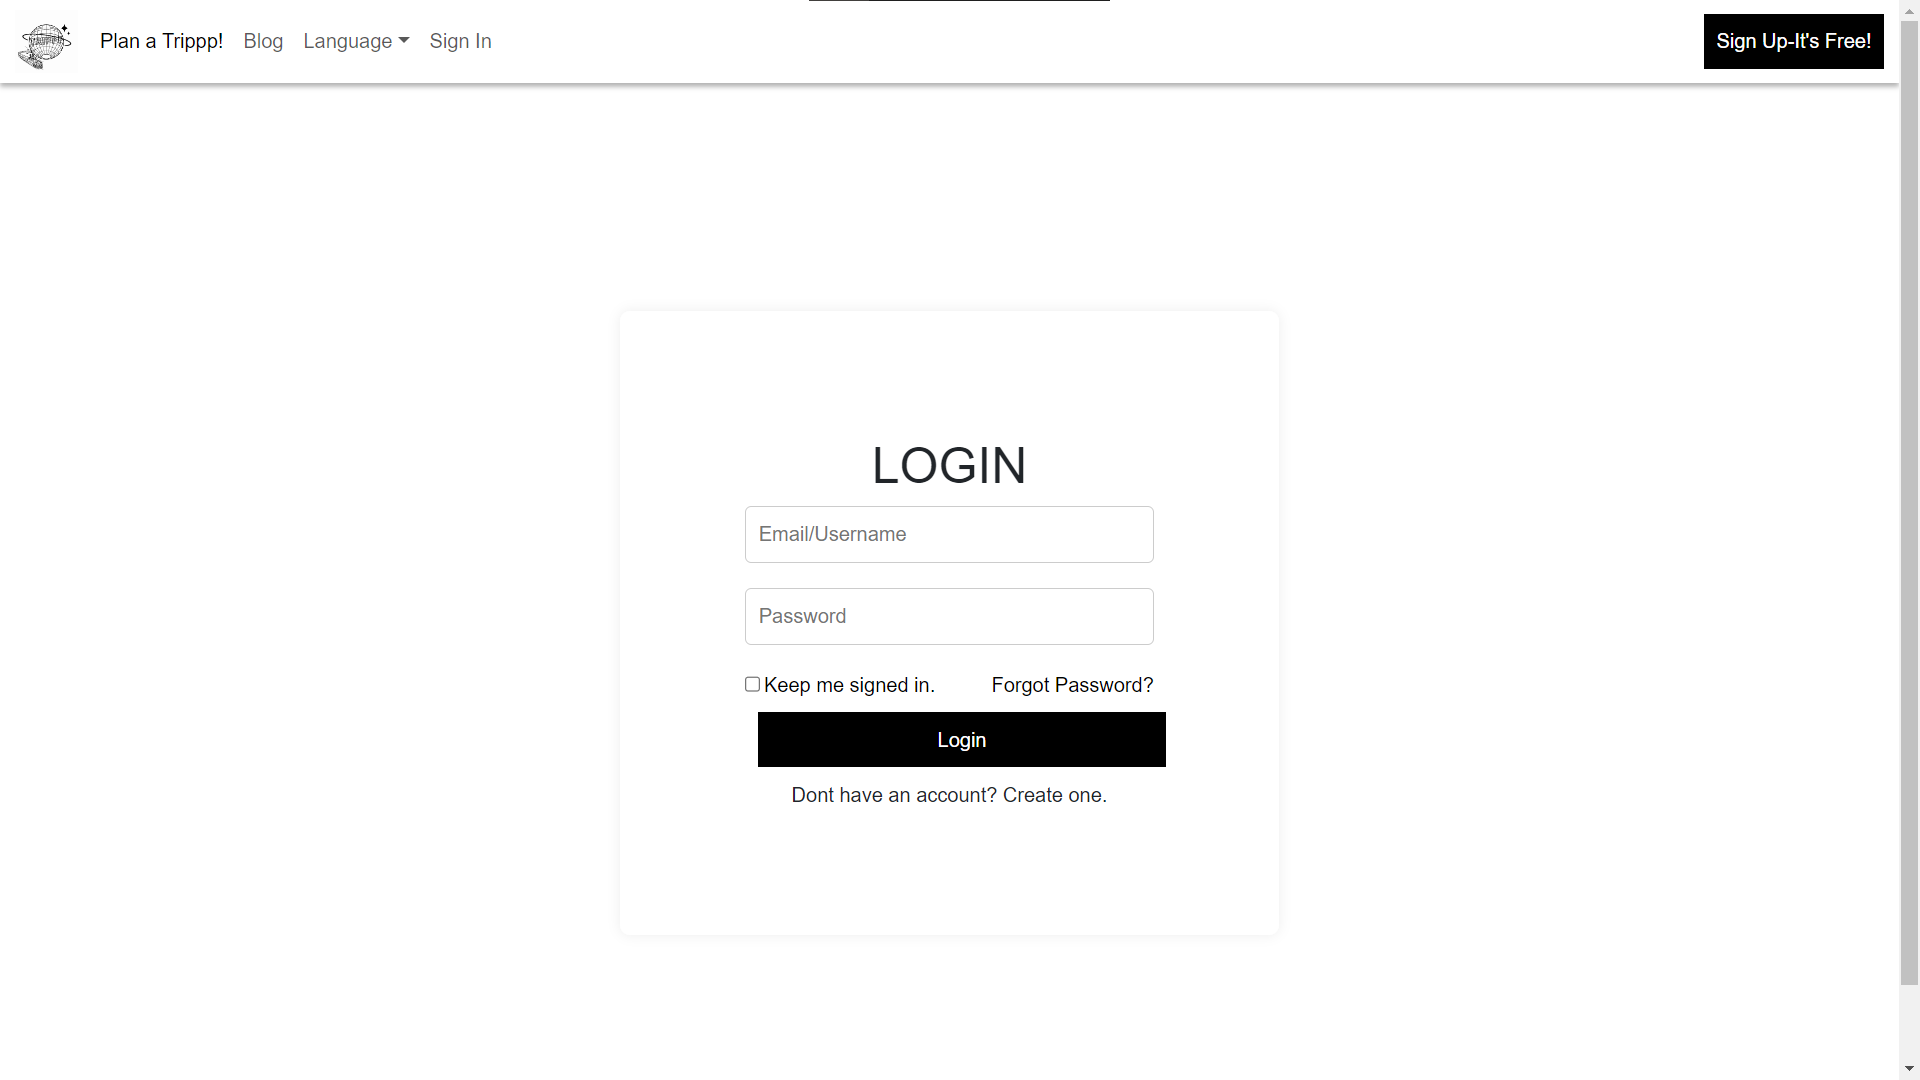 Plan a Trippp! Blog Language Sign In Sign Up-It's Free!
LOGIN
Email/Username
Password
Keep me signed in. Forgot Password?
Login
Dont have an account? Create one.